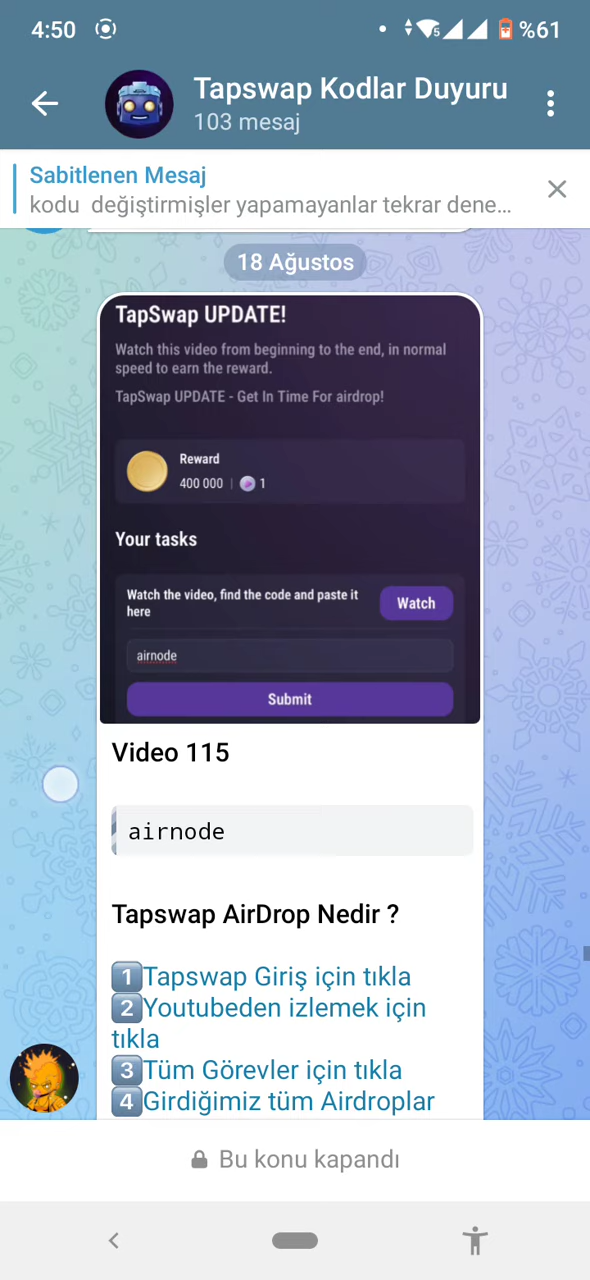 4:50
5
%61
Tapswap Kodlar Duyuru
103 mesaj
Sabitlenen Mesaj
kodu değiştirmişler yapamayanlar tekrar dene...
18 Ağustos
TapSwap UPDATE!
Watch this video from beginning to the end, in normal
speed to earn the reward.
TapSwap UPDATE - Get In Time For airdrop!
Reward
400 000 | 1
Your tasks
Watch the video, find the code and paste it
here
Watch
airnode
Submit
Video 115
airnode
Tapswap AirDrop Nedir ?
1️⃣Tapswap Giriş için tıkla
2️⃣Youtubeden izlemek için
tıkla
3️⃣Tüm Görevler için tıkla
4️⃣Girdiğimiz tüm Airdroplar
Bu konu kapandı